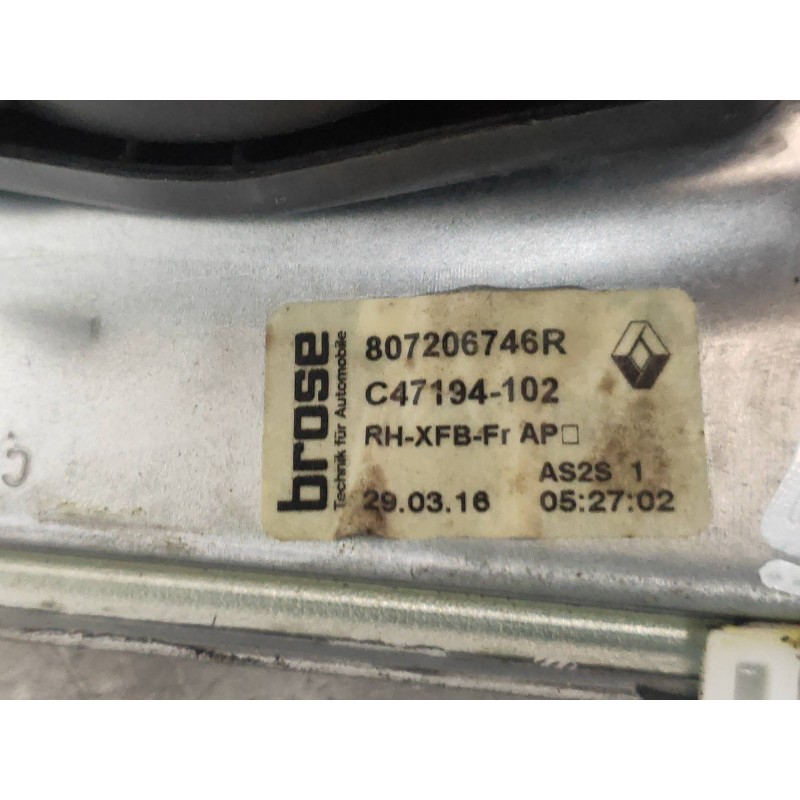 brose
Technik für Automobile
807206746R
C47194-102
RH-XFB-Fr AP□
AS2S 1
29.03.16 05:27:02